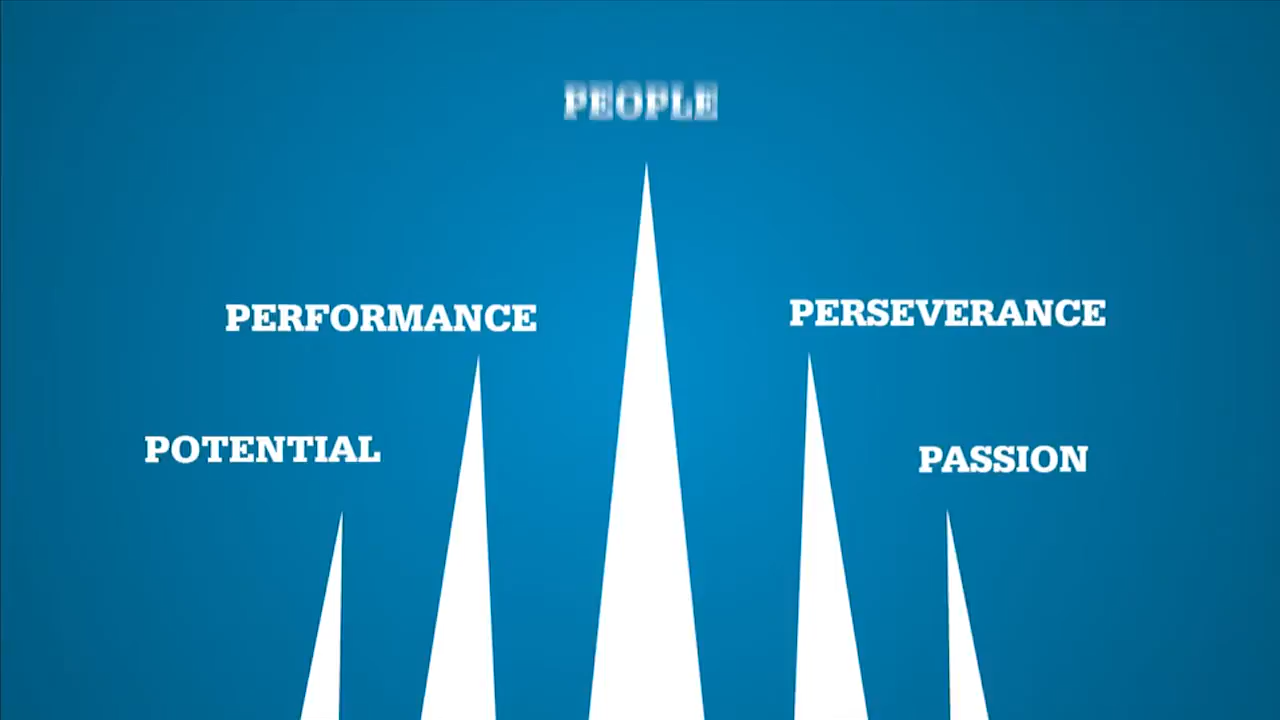 PEOPLE
PERFORMANCE
PERSEVERANCE
POTENTIAL
PASSION